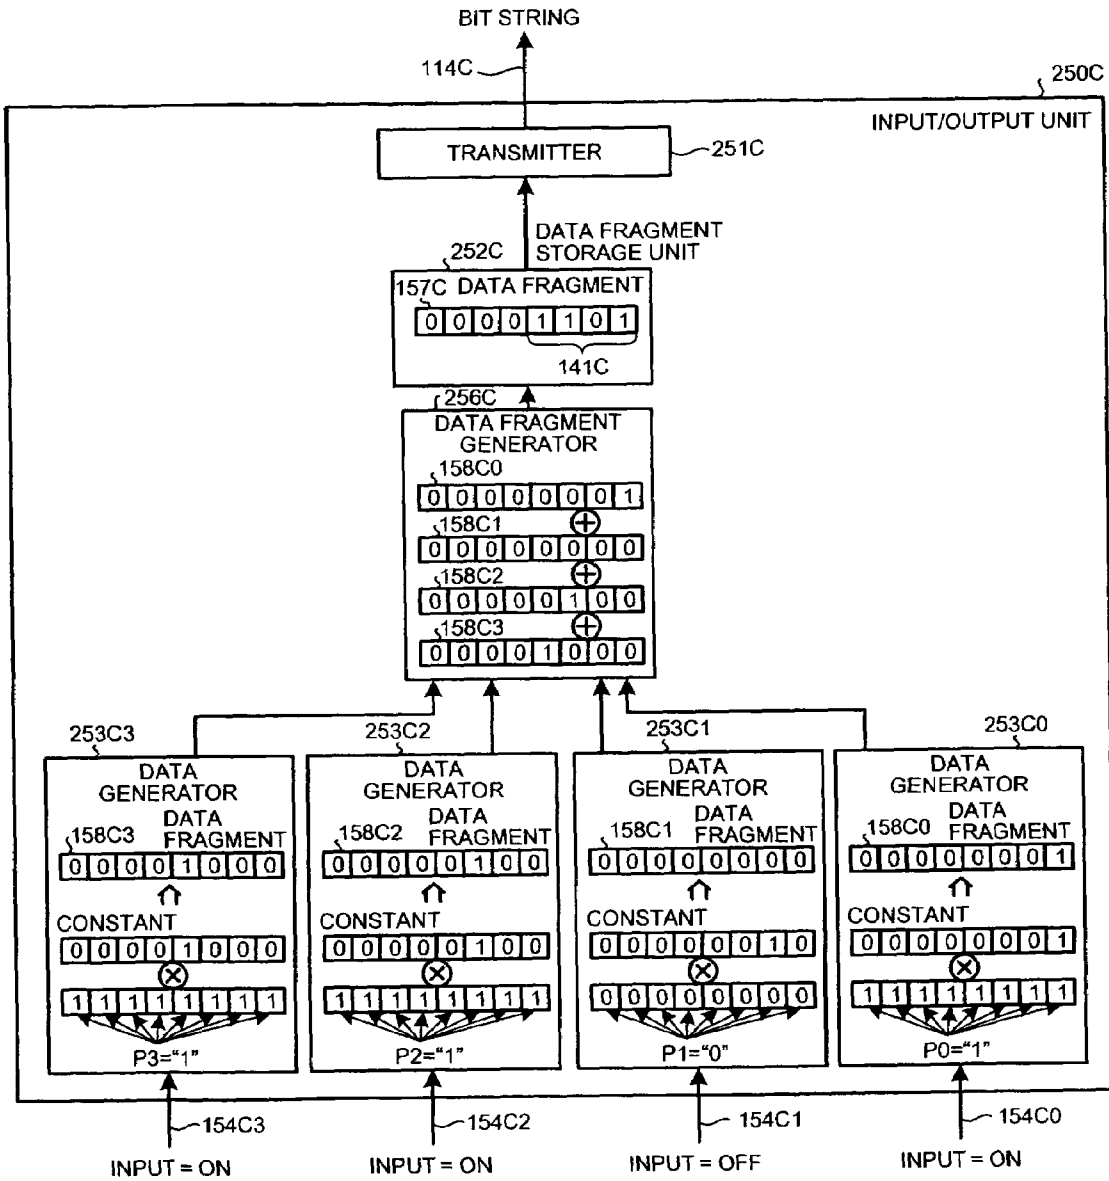 BIT STRING
114C
250C
INPUT/OUTPUT UNIT
TRANSMITTER
251C
DATA FRAGMENT
STORAGE UNIT
252C
157C DATA FRAGMENT
0 0 0 0 1 1 0 1
141C
256C
DATA FRAGMENT
GENERATOR
158C0
0 0 0 0 0 0 0 1
+
158C1
0 0 0 0 0 0 0 0
+
158C2
0 0 0 0 0 1 0 0
+
158C3
0 0 0 0 1 0 0 0
253C3
DATA
GENERATOR
DATA
FRAGMENT
158C3
0 0 0 0 1 0 0 0
CONSTANT
0 0 0 0 1 0 0 0
×
1 1 1 1 1 1 1 1
P3="1"
154C3
INPUT = ON
253C2
DATA
GENERATOR
DATA
FRAGMENT
158C2
0 0 0 0 0 1 0 0
CONSTANT
0 0 0 0 0 1 0 0
×
1 1 1 1 1 1 1 1
P2="1"
154C2
INPUT = ON
253C1
DATA
GENERATOR
DATA
FRAGMENT
158C1
0 0 0 0 0 0 0 0
CONSTANT
0 0 0 0 0 0 1 0
×
0 0 0 0 0 0 0 0
P1="0"
154C1
INPUT = OFF
253C0
DATA
GENERATOR
DATA
FRAGMENT
158C0
0 0 0 0 0 0 0 1
CONSTANT
0 0 0 0 0 0 0 1
×
1 1 1 1 1 1 1 1
P0="1"
154C0
INPUT = ON